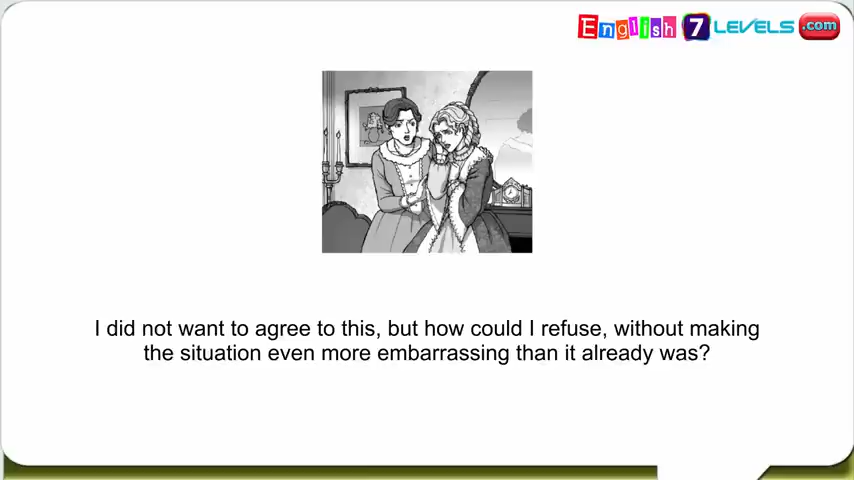 English 7 LEVELS .com
I did not want to agree to this, but how could I refuse, without making
the situation even more embarrassing than it already was?